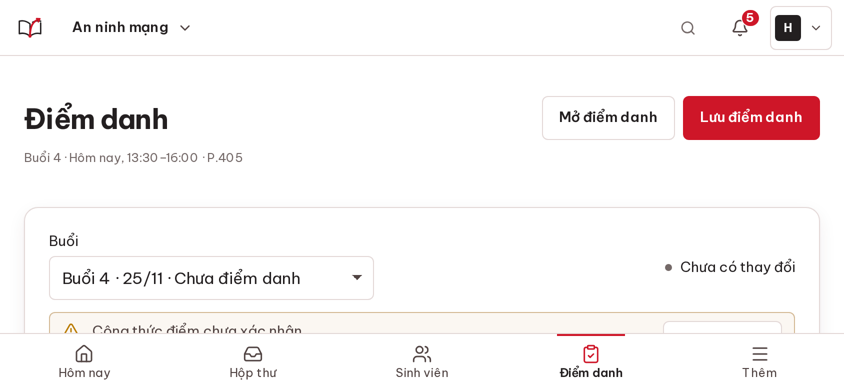 An ninh mạng
5
H
Điểm danh
Mở điểm danh
Lưu điểm danh
Buổi 4 · Hôm nay, 13:30–16:00 · P.405
Buổi
Buổi 4 · 25/11 · Chưa điểm danh
Chưa có thay đổi
Công thức điểm chưa xác nhận
Hôm nay
Hộp thư
Sinh viên
Điểm danh
Thêm